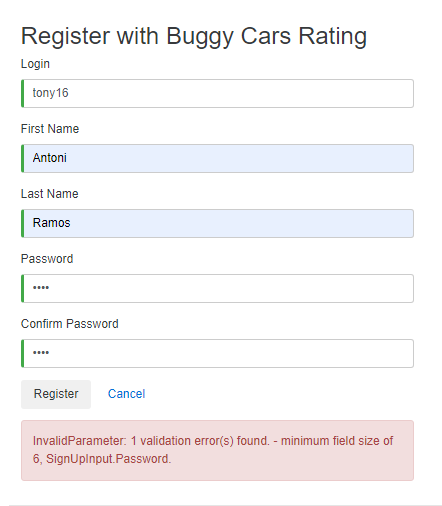 Register with Buggy Cars Rating
Login
tony16
First Name
Antoni
Last Name
Ramos
Password
••••
Confirm Password
••••
Register Cancel
InvalidParameter: 1 validation error(s) found. - minimum field size of
6, SignUpInput.Password.